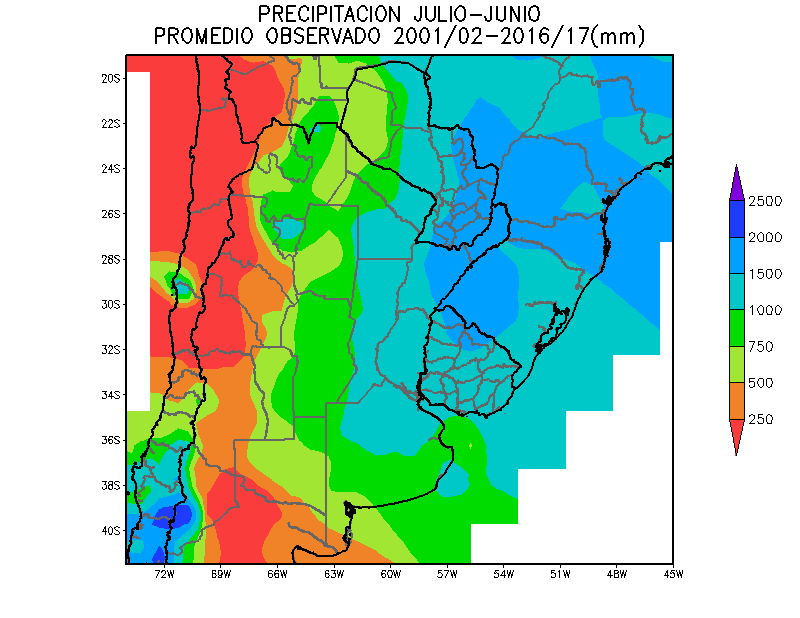 PRECIPITACION JULIO-JUNIO
PROMEDIO OBSERVADO 2001/02-2016/17(mm)
20S
22S
24S
26S
28S
30S
32S
34S
36S
38S
40S
72W 69W 66W 63W 60W 57W 54W 51W 48W 45W
2500
2000
1500
1000
750
500
250